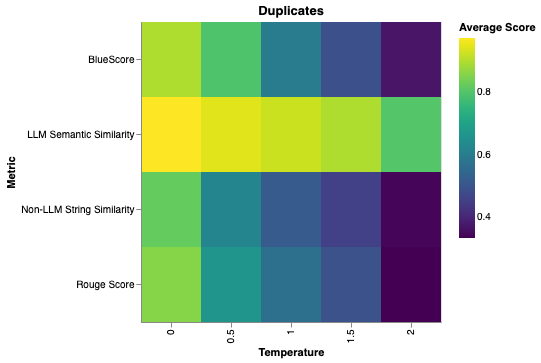 Duplicates
Average Score
BlueScore
LLM Semantic Similarity
Non-LLM String Similarity
Rouge Score
Metric
0.8
0.6
0.4
0
0.5
1
1.5
2
Temperature